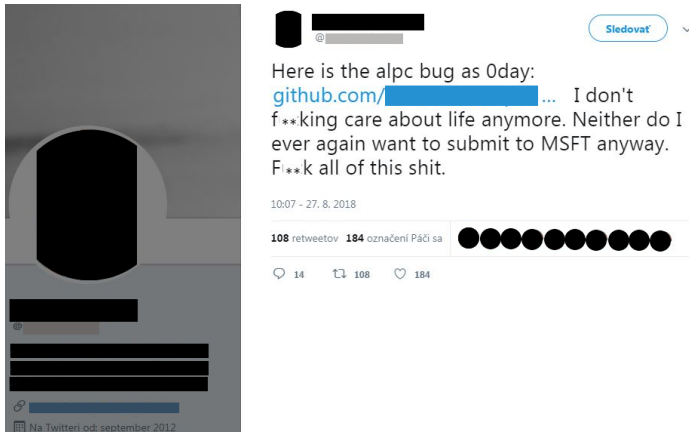 Sledovať
@
Here is the alpc bug as 0day:
github.com/ ... I don't
f**king care about life anymore. Neither do I
ever again want to submit to MSFT anyway.
F**k all of this shit.
10:07 - 27. 8. 2018
108 retweetov 184 označení Páči sa
14 108 184
@
Na Twitteri od: september 2012